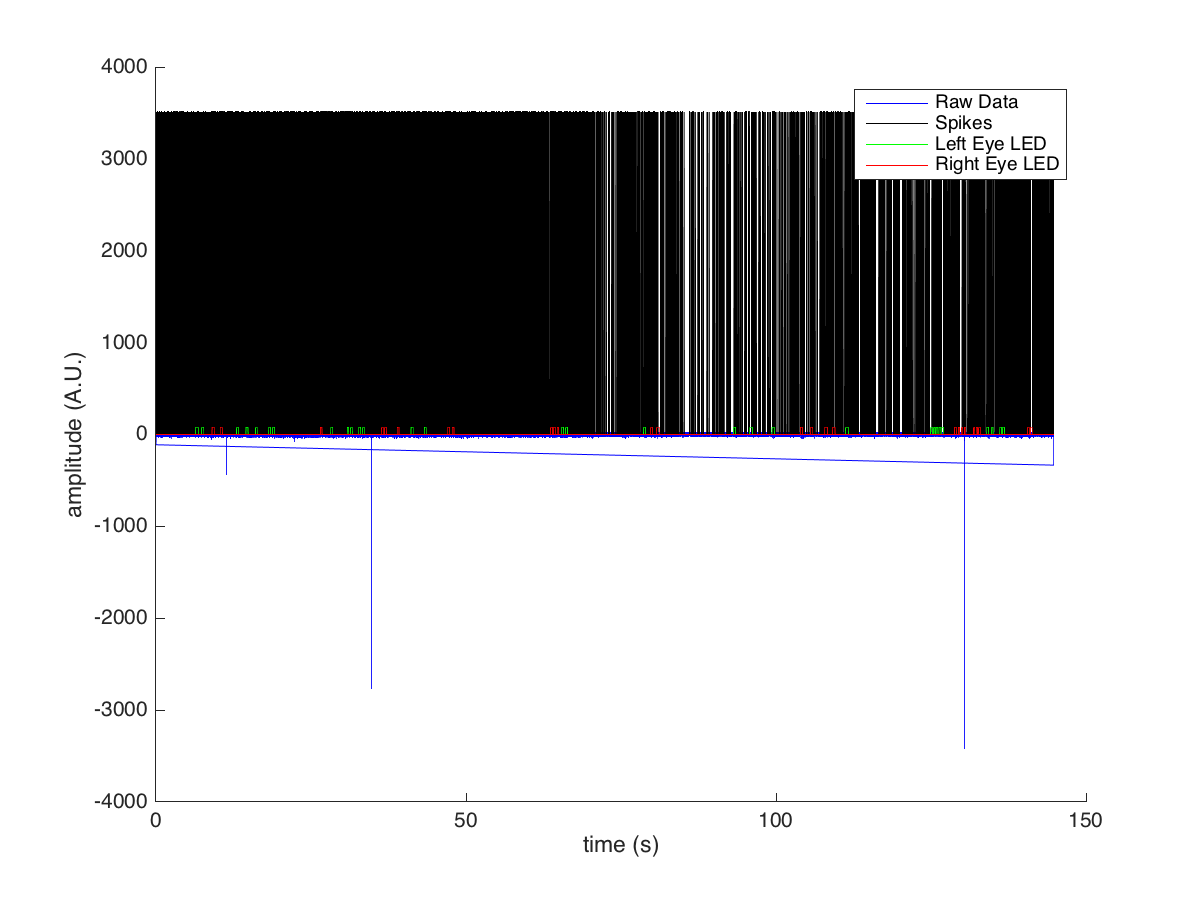 4000
3000
2000
1000
0
-1000
-2000
-3000
-4000
amplitude (A.U.)
0
50
100
150
time (s)
Raw Data
Spikes
Left Eye LED
Right Eye LED